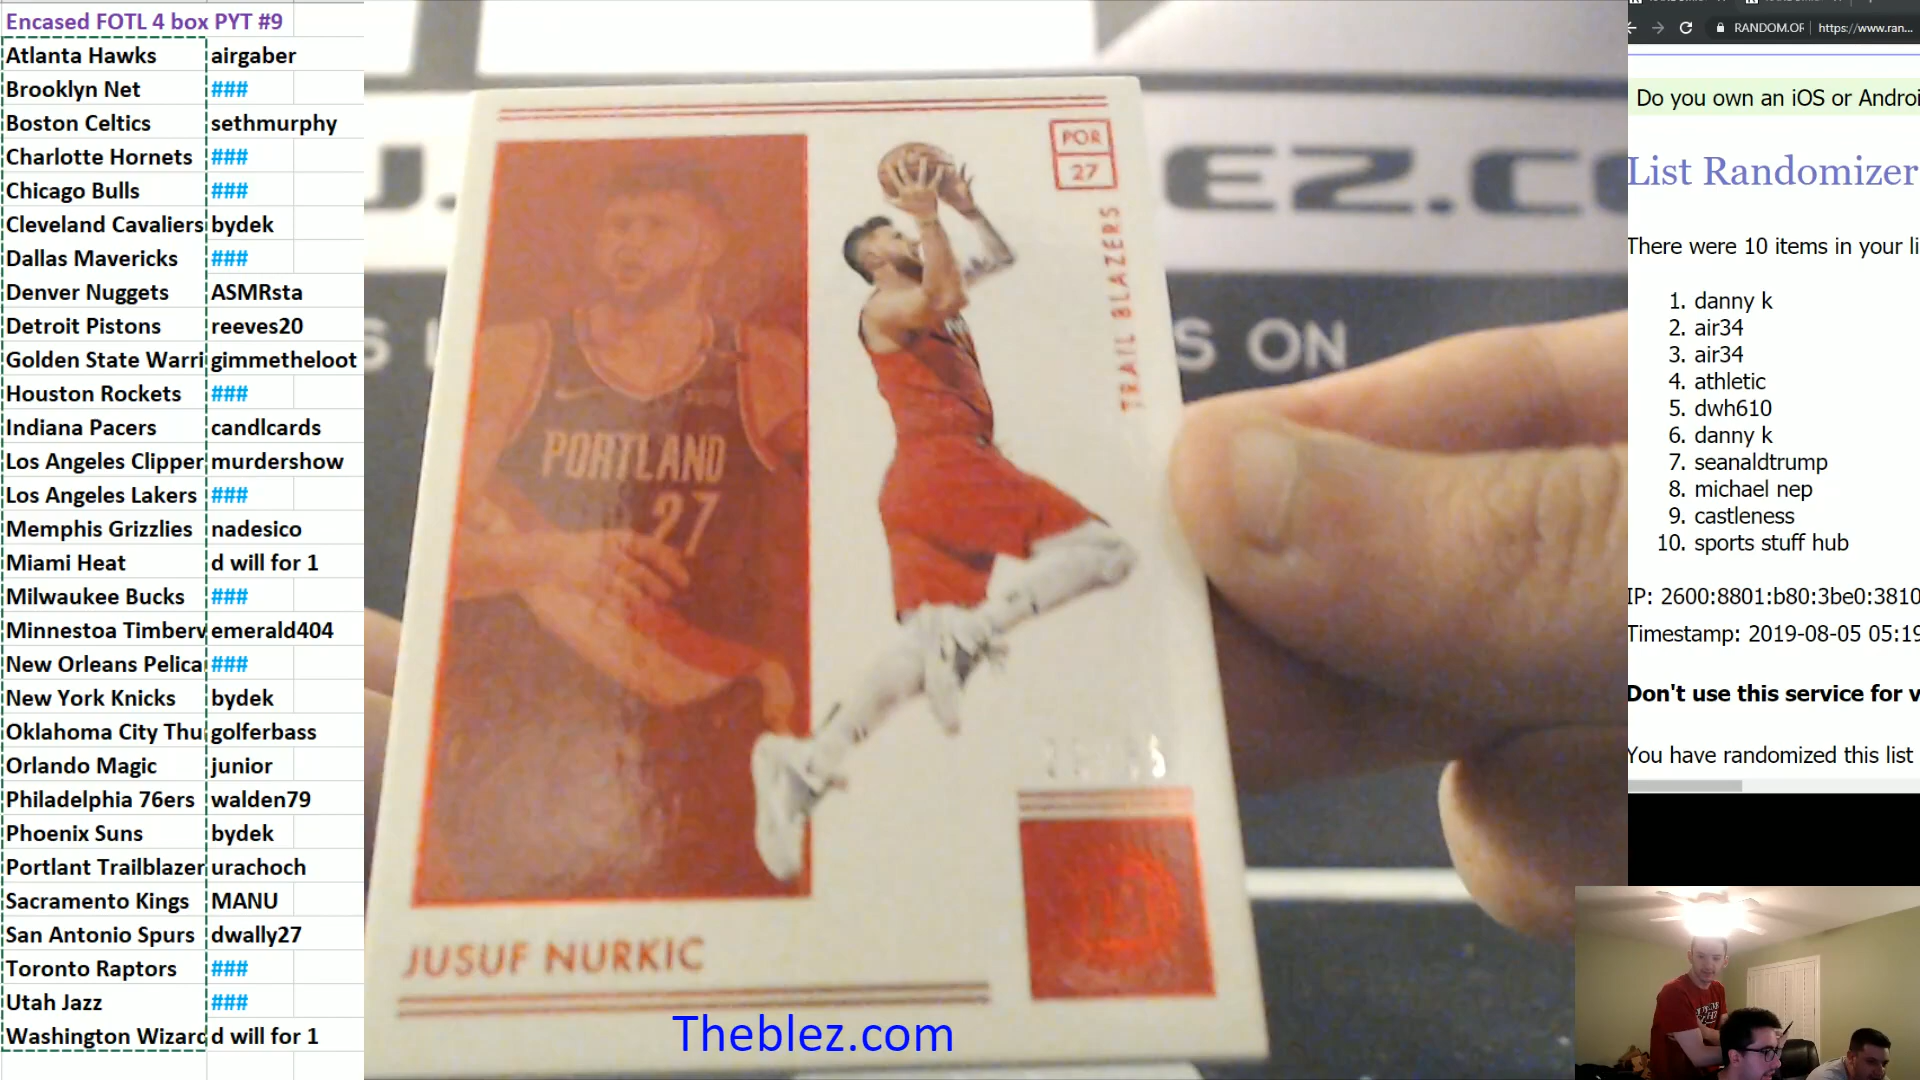 Encased FOTL 4 box PYT #9
Atlanta Hawks airgaber
Brooklyn Net ###
Boston Celtics sethmurphy
Charlotte Hornets ###
Chicago Bulls ###
Cleveland Cavaliers bydek
Dallas Mavericks ###
Denver Nuggets ASMRsta
Detroit Pistons reeves20
Golden State Warri gimmetheloot
Houston Rockets ###
Indiana Pacers candlcards
Los Angeles Clipper murdershow
Los Angeles Lakers ###
Memphis Grizzlies nadesico
Miami Heat d will for 1
Milwaukee Bucks ###
Minnestoa Timberv emerald404
New Orleans Pelica ###
New York Knicks bydek
Oklahoma City Thu golferbass
Orlando Magic junior
Philadelphia 76ers walden79
Phoenix Suns bydek
Portlant Trailblazer urachoch
Sacramento Kings MANU
San Antonio Spurs dwally27
Toronto Raptors ###
Utah Jazz ###
Washington Wizarc d will for 1
EZ.C
S ON
POR
27
TRAIL BLAZERS
PORTLAND
27
JUSUF NURKIC
Theblez.com
RANDOM.OR https://www.ran...
Do you own an iOS or Androi
List Randomizer
There were 10 items in your li
1. danny k
2. air34
3. air34
4. athletic
5. dwh610
6. danny k
7. seanaldtrump
8. michael nep
9. castleness
10. sports stuff hub
IP: 2600:8801:b80:3be0:3810
Timestamp: 2019-08-05 05:19
Don't use this service for v
You have randomized this list